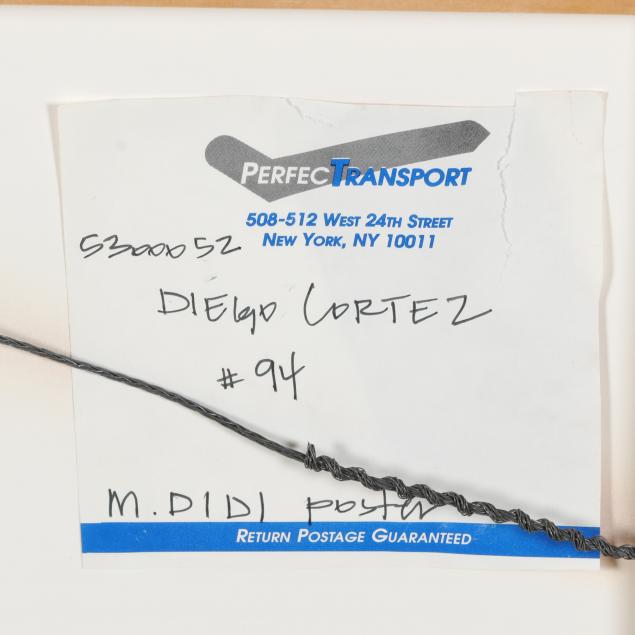 PERFECTRANSPORT
508-512 WEST 24TH STREET
NEW YORK, NY 10011
5300052
DIEGO CORTEZ
# 94
M. DIDI poster
RETURN POSTAGE GUARANTEED